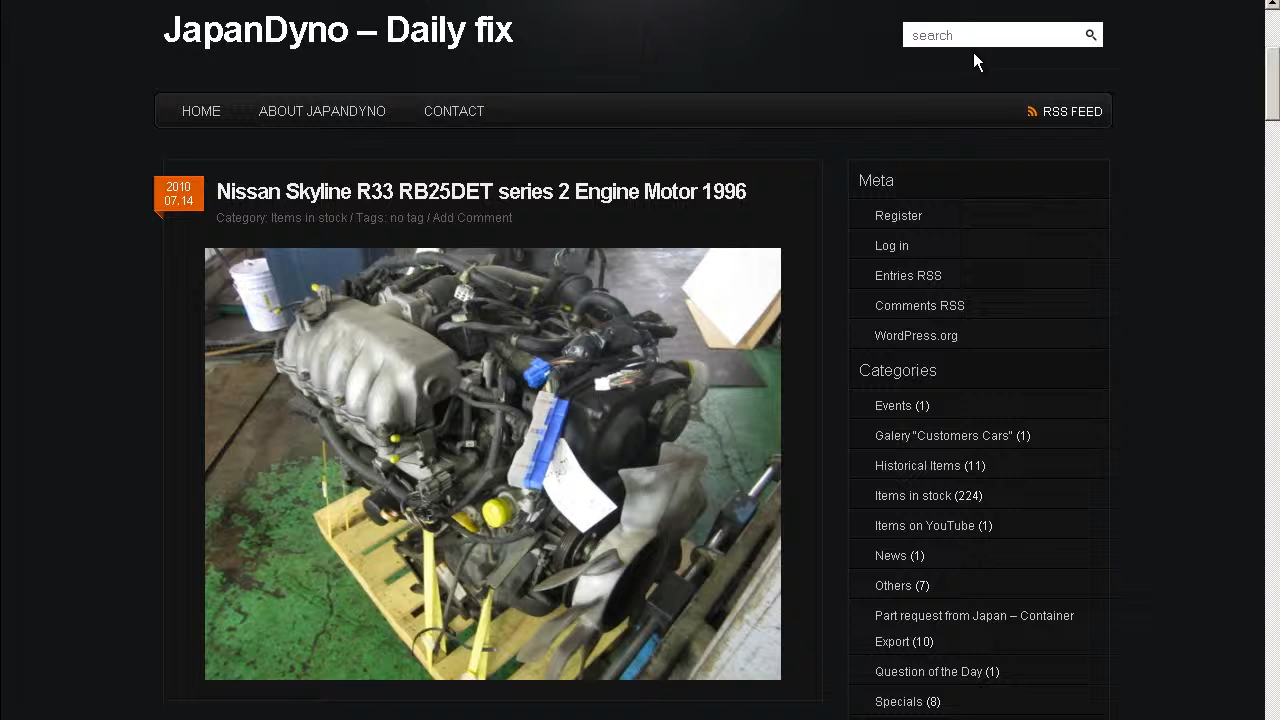 JapanDyno – Daily fix
search
HOME
ABOUT JAPANDYNO
CONTACT
RSS FEED
2010
07.14
Nissan Skyline R33 RB25DET series 2 Engine Motor 1996
Category: Items in stock / Tags: no tag / Add Comment
Meta
Register
Log in
Entries RSS
Comments RSS
WordPress.org
Categories
Events (1)
Galery "Customers Cars" (1)
Historical Items (11)
Items in stock (224)
Items on YouTube (1)
News (1)
Others (7)
Part request from Japan – Container
Export (10)
Question of the Day (1)
Specials (8)